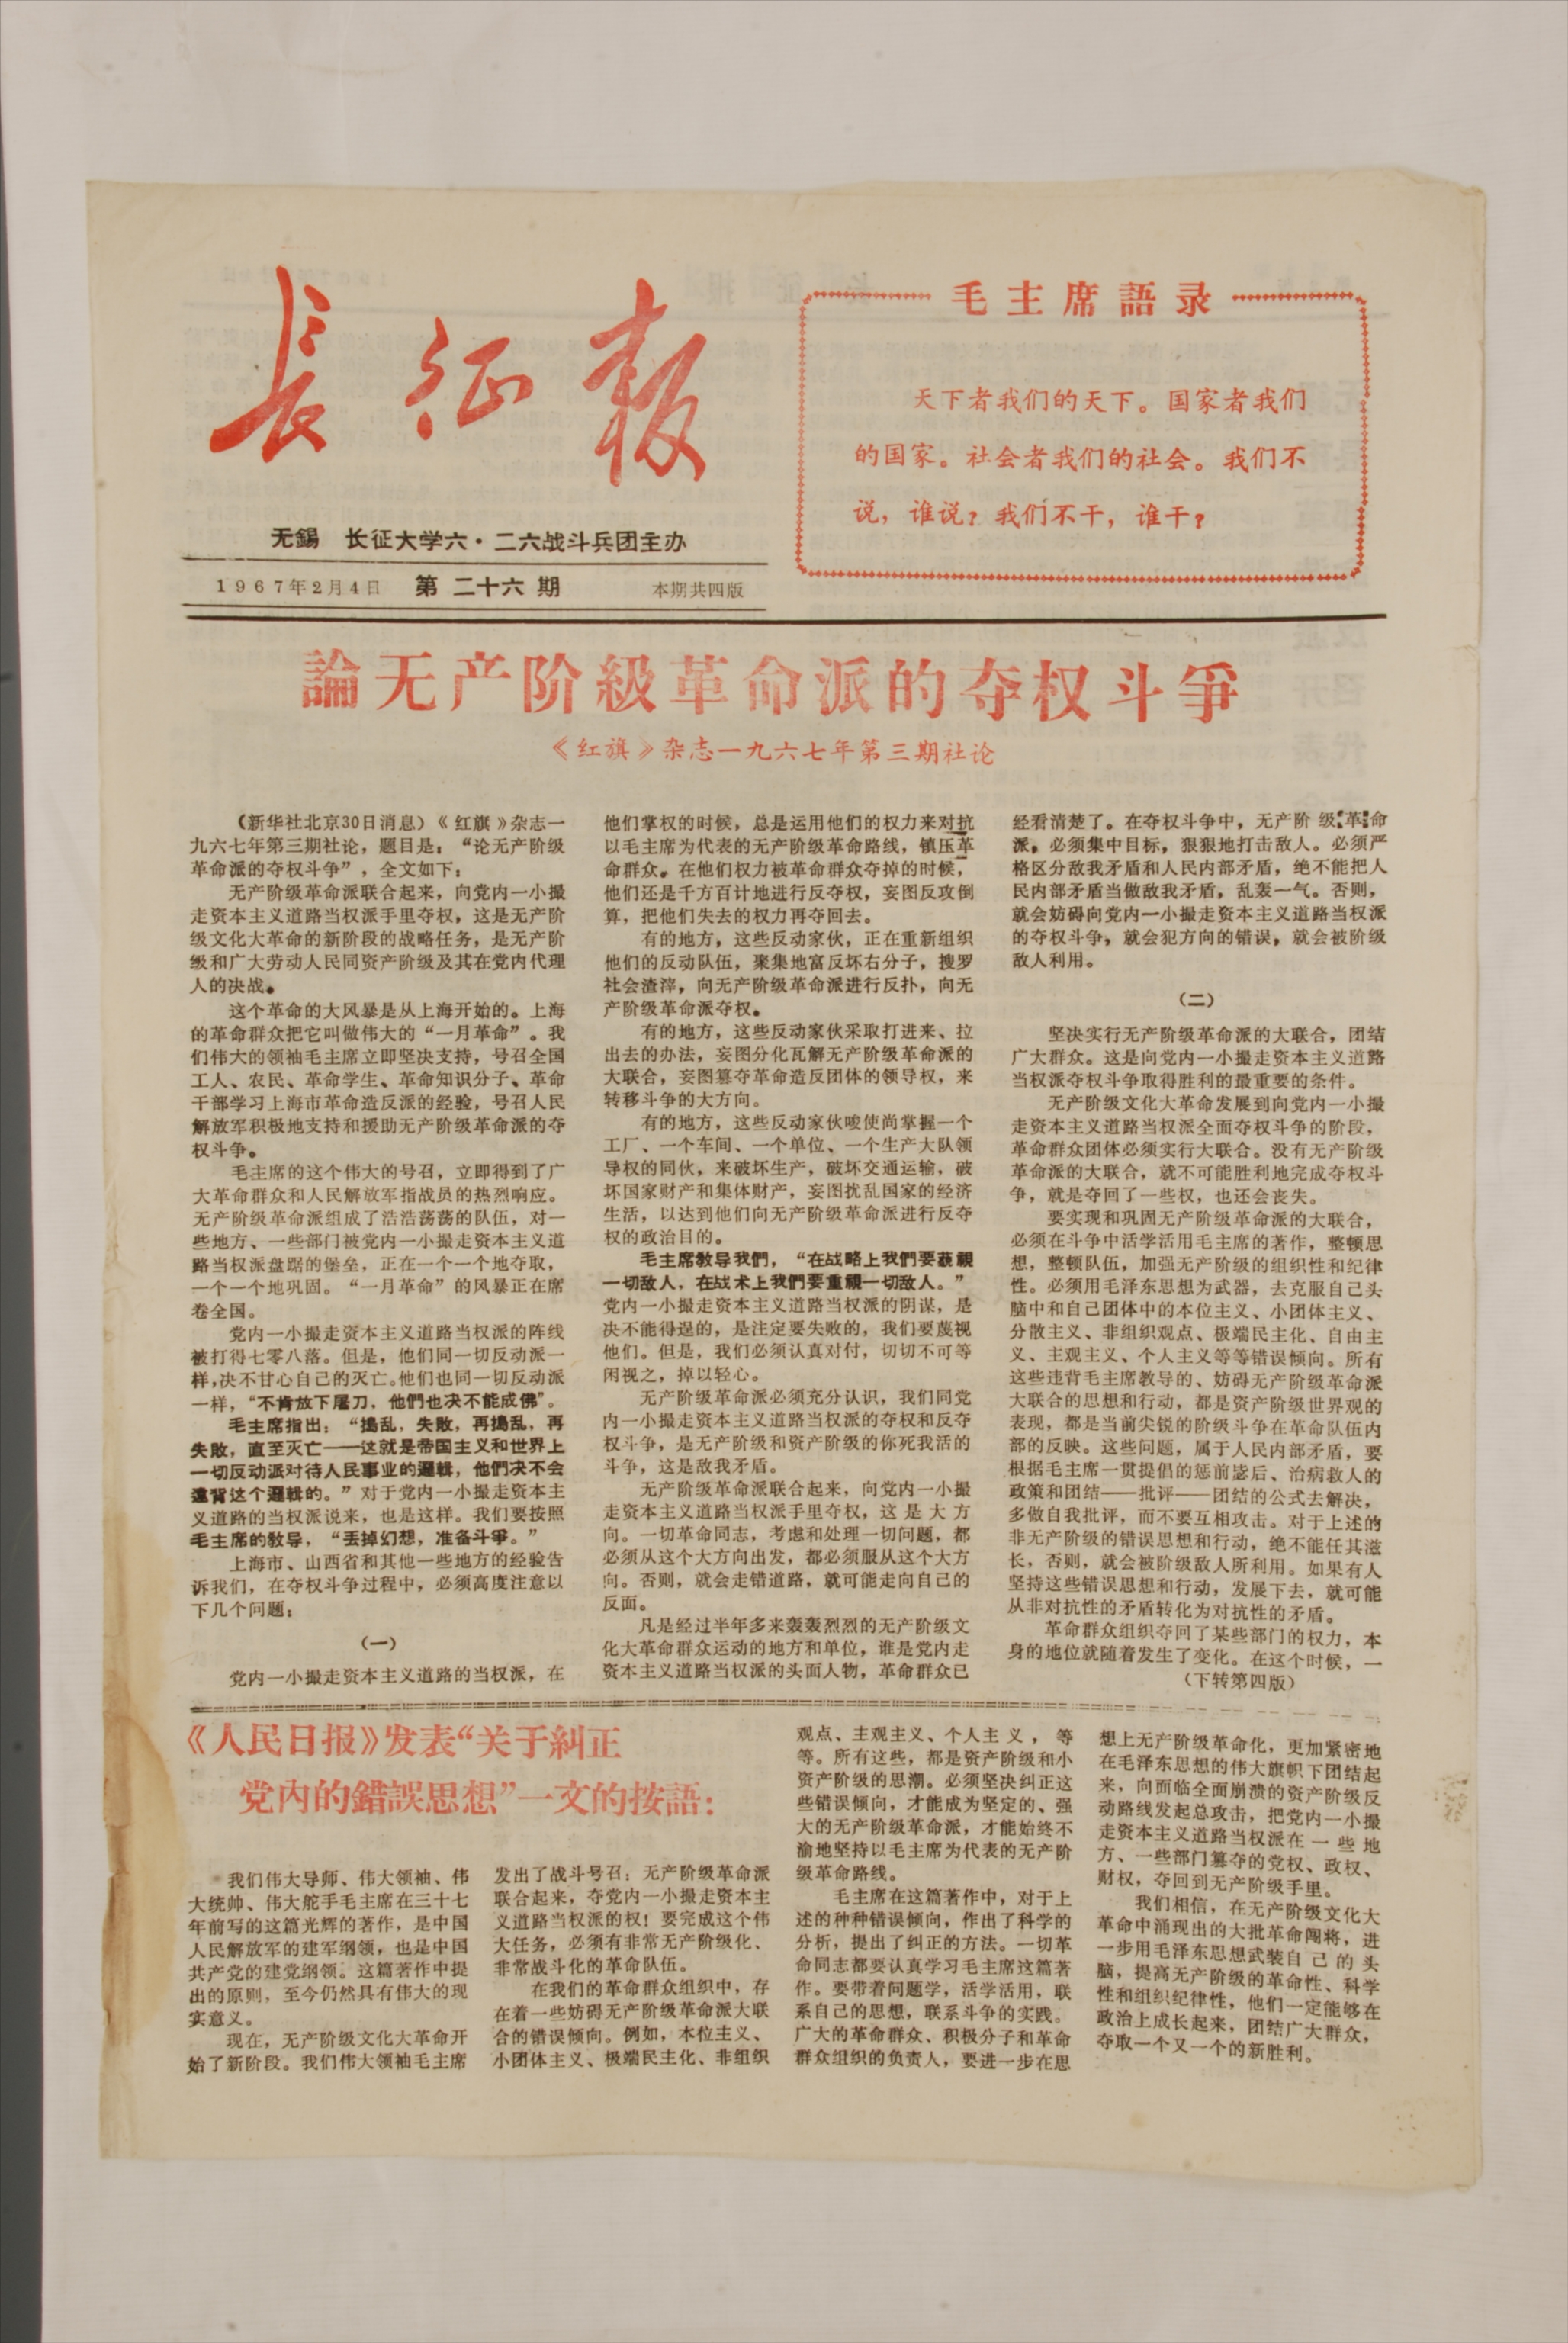 长征报
无錫 长征大学六·二六战斗兵团主办
1967年2月4日 第二十六期 本期共四版
毛主席語录
天下者我们的天下。国家者我们
的国家。社会者我们的社会。我们不
说，谁说？我们不干，谁干？
論无产阶級革命派的夺权斗爭
《红旗》杂志一九六七年第三期社论
（新华社北京30日消息）《红旗》杂志一
九六七年第三期社论，题目是：“论无产阶级
革命派的夺权斗争”，全文如下：
无产阶级革命派联合起来，向党内一小撮
走资本主义道路当权派手里夺权，这是无产阶
级文化大革命的新阶段的战略任务，是无产阶
级和广大劳动人民同资产阶级及其在党内代理
人的决战。
这个革命的大风暴是从上海开始的。上海
的革命群众把它叫做伟大的“一月革命”。我
们伟大的领袖毛主席立即坚决支持，号召全国
工人、农民、革命学生、革命知识分子、革命
干部学习上海市革命造反派的经验，号召人民
解放军积极地支持和援助无产阶级革命派的夺
权斗争。
毛主席的这个伟大的号召，立即得到了广
大革命群众和人民解放军指战员的热烈响应。
无产阶级革命派组成了浩浩荡荡的队伍，对一
些地方、一些部门被党内一小撮走资本主义道
路当权派盘踞的堡垒，正在一个一个地夺取，
一个一个地巩固。“一月革命”的风暴正在席
卷全国。
党内一小撮走资本主义道路当权派的阵线
被打得七零八落。但是，他们同一切反动派一
样，决不甘心自己的灭亡。他们也同一切反动派
一样，“不肯放下屠刀，他們也决不能成佛”。
毛主席指出：“搗乱，失敗，再搗乱，再
失敗，直至灭亡——这就是帝国主义和世界上
一切反动派对待人民事业的邏輯，他們决不会
違背这个邏輯的。”对于党内一小撮走资本主
义道路的当权派说来，也是这样。我们要按照
毛主席的教导，“丢掉幻想，准备斗爭。”
上海市、山西省和其他一些地方的经验告
诉我们，在夺权斗争过程中，必须高度注意以
下几个问题：
（一）
党内一小撮走资本主义道路的当权派，在
他们掌权的时候，总是运用他们的权力来对抗
以毛主席为代表的无产阶级革命路线，镇压革
命群众。在他们权力被革命群众夺掉的时候，
他们还是千方百计地进行反夺权，妄图反攻倒
算，把他们失去的权力再夺回去。
有的地方，这些反动家伙，正在重新组织
他们的反动队伍，聚集地富反坏右分子，搜罗
社会渣滓，向无产阶级革命派进行反扑，向无
产阶级革命派夺权。
有的地方，这些反动家伙采取打进来、拉
出去的办法，妄图分化瓦解无产阶级革命派的
大联合，妄图篡夺革命造反团体的领导权，来
转移斗争的大方向。
有的地方，这些反动家伙唆使尚掌握一个
工厂、一个车间、一个单位、一个生产大队领
导权的同伙，来破坏生产，破坏交通运输，破
坏国家财产和集体财产，妄图扰乱国家的经济
生活，以达到他们向无产阶级革命派进行反夺
权的政治目的。
毛主席教导我們，“在战略上我們要藐視
一切敌人，在战术上我們要重視一切敌人。”
党内一小撮走资本主义道路当权派的阴谋，是
决不能得逞的，是注定要失败的，我们要蔑视
他们。但是，我们必须认真对付，切切不可等
闲视之，掉以轻心。
无产阶级革命派必须充分认识，我们同党
内一小撮走资本主义道路当权派的夺权和反夺
权斗争，是无产阶级和资产阶级的你死我活的
斗争，这是敌我矛盾。
无产阶级革命派联合起来，向党内一小撮
走资本主义道路当权派手里夺权，这是大方
向。一切革命同志，考虑和处理一切问题，都
必须从这个大方向出发，都必须服从这个大方
向。否则，就会走错道路，就可能走向自己的
反面。
凡是经过半年多来轰轰烈烈的无产阶级文
化大革命群众运动的地方和单位，谁是党内走
资本主义道路当权派的头面人物，革命群众已
经看清楚了。在夺权斗争中，无产阶级革命
派，必须集中目标，狠狠地打击敌人。必须严
格区分敌我矛盾和人民内部矛盾，绝不能把人
民内部矛盾当做敌我矛盾，乱轰一气。否则，
就会妨碍向党内一小撮走资本主义道路当权派
的夺权斗争，就会犯方向的错误，就会被阶级
敌人利用。
（二）
坚决实行无产阶级革命派的大联合，团结
广大群众。这是向党内一小撮走资本主义道路
当权派夺权斗争取得胜利的最重要的条件。
无产阶级文化大革命发展到向党内一小撮
走资本主义道路当权派全面夺权斗争的阶段，
革命群众团体必须实行大联合。没有无产阶级
革命派的大联合，就不可能胜利地完成夺权斗
争，就是夺回了一些权，也还会丧失。
要实现和巩固无产阶级革命派的大联合，
必须在斗争中活学活用毛主席的著作，整顿思
想，整顿队伍，加强无产阶级的组织性和纪律
性。必须用毛泽东思想为武器，去克服自己头
脑中和自己团体中的本位主义、小团体主义、
分散主义、非组织观点、极端民主化、自由主
义、主观主义、个人主义等等错误倾向。所有
这些违背毛主席教导的、妨碍无产阶级革命派
大联合的思想和行动，都是资产阶级世界观的
表现，都是当前尖锐的阶级斗争在革命队伍内
部的反映。这些问题，属于人民内部矛盾，要
根据毛主席一贯提倡的惩前毖后、治病救人的
政策和团结——批评——团结的公式去解决，
多做自我批评，而不要互相攻击。对于上述的
非无产阶级的错误思想和行动，绝不能任其滋
长，否则，就会被阶级敌人所利用。如果有人
坚持这些错误思想和行动，发展下去，就可能
从非对抗性的矛盾转化为对抗性的矛盾。
革命群众组织夺回了某些部门的权力，本
身的地位就随着发生了变化。在这个时候，一
（下转第四版）
《人民日报》发表“关于糾正
党内的錯誤思想”一文的按語：
我们伟大导师、伟大领袖、伟
大统帅、伟大舵手毛主席在三十七
年前写的这篇光辉的著作，是中国
人民解放军的建军纲领，也是中国
共产党的建党纲领。这篇著作中提
出的原则，至今仍然具有伟大的现
实意义。
现在，无产阶级文化大革命开
始了新阶段。我们伟大领袖毛主席
发出了战斗号召：无产阶级革命派
联合起来，夺党内一小撮走资本主
义道路当权派的权！要完成这个伟
大任务，必须有非常无产阶级化、
非常战斗化的革命队伍。
在我们的革命群众组织中，存
在着一些妨碍无产阶级革命派大联
合的错误倾向。例如，本位主义、
小团体主义、极端民主化、非组织
观点、主观主义、个人主义，等
等。所有这些，都是资产阶级和小
资产阶级的思潮。必须坚决纠正这
些错误倾向，才能成为坚定的、强
大的无产阶级革命派，才能始终不
渝地坚持以毛主席为代表的无产阶
级革命路线。
毛主席在这篇著作中，对于上
述的种种错误倾向，作出了科学的
分析，提出了纠正的方法。一切革
命同志都要认真学习毛主席这篇著
作。要带着问题学，活学活用，联
系自己的思想，联系斗争的实践。
广大的革命群众、积极分子和革命
群众组织的负责人，要进一步在思
想上无产阶级革命化，更加紧密地
在毛泽东思想的伟大旗帜下团结起
来，向面临全面崩溃的资产阶级反
动路线发起总攻击，把党内一小撮
走资本主义道路当权派在一些地
方、一些部门篡夺的党权、政权、
财权，夺回到无产阶级手里。
我们相信，在无产阶级文化大
革命中涌现出的大批革命闯将，进
一步用毛泽东思想武装自己的头
脑，提高无产阶级的革命性、科学
性和组织纪律性，他们一定能够在
政治上成长起来，团结广大群众，
夺取一个又一个的新胜利。